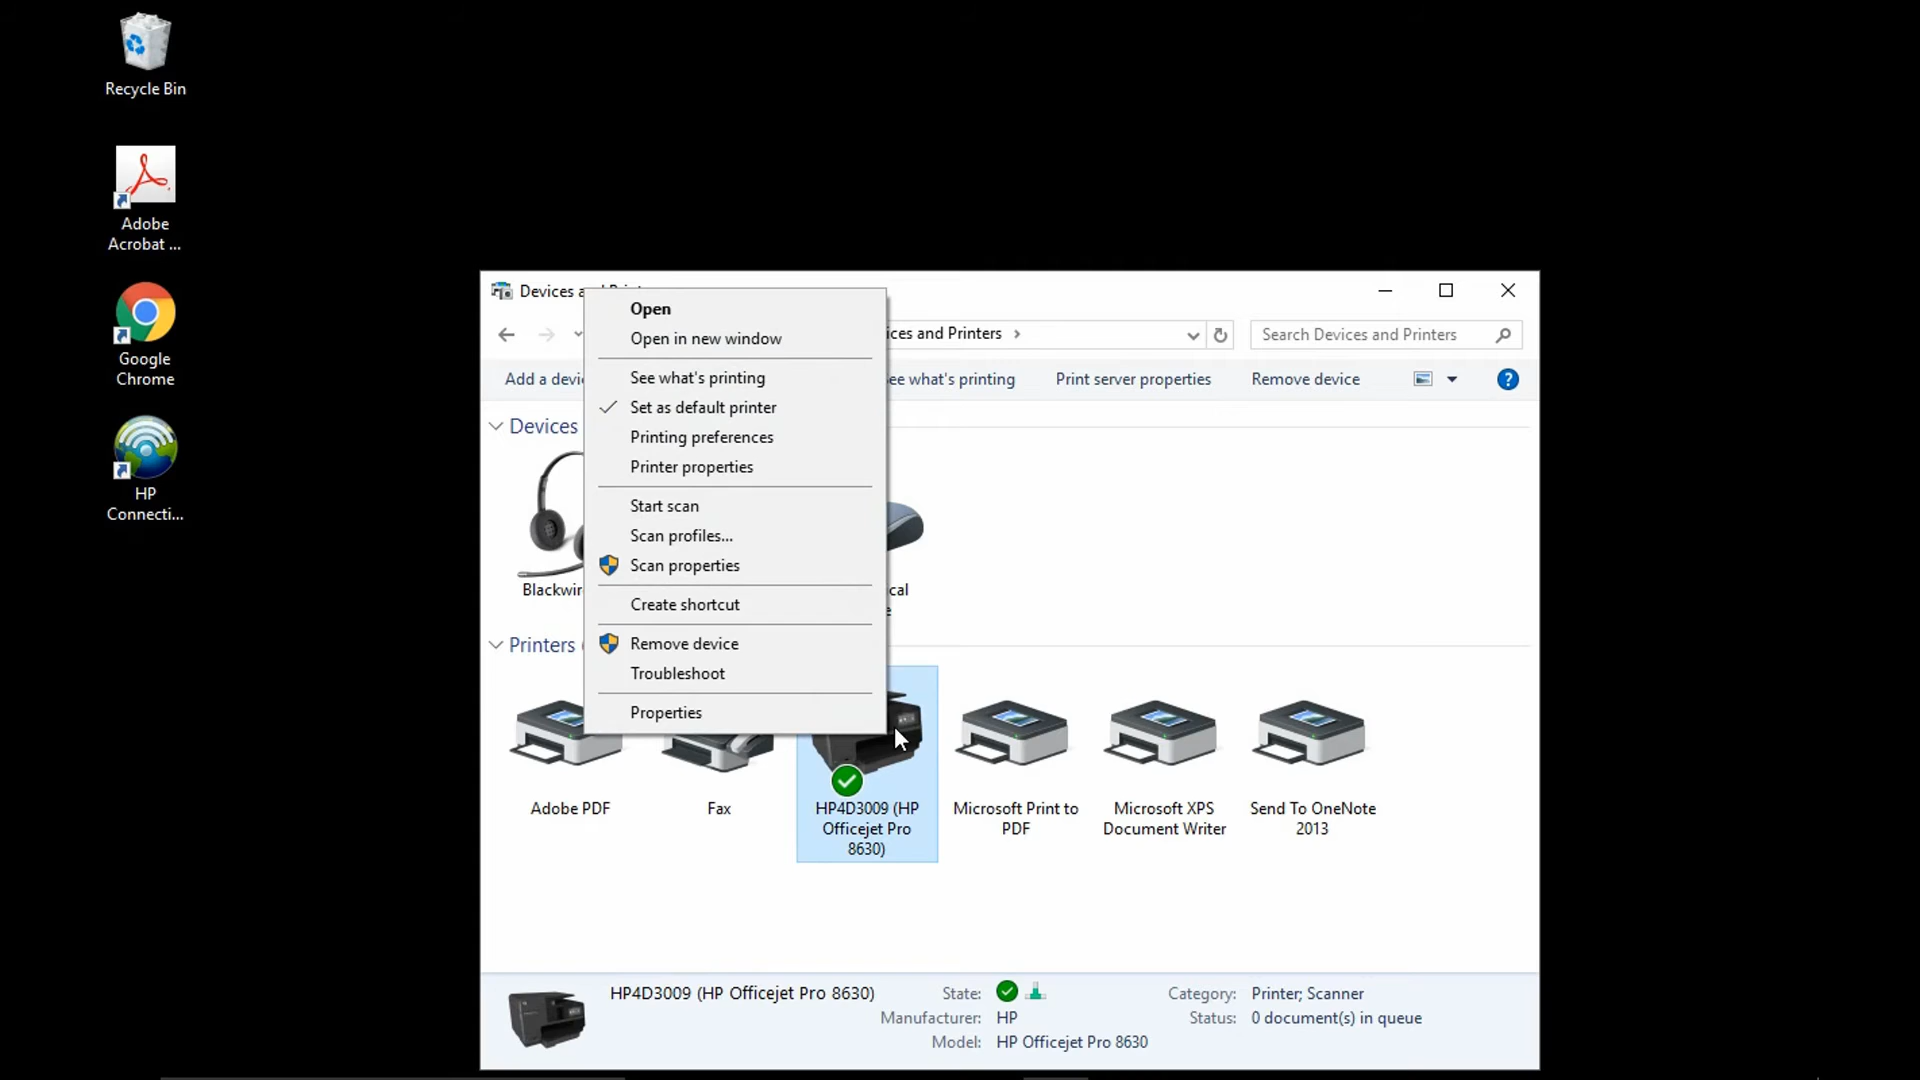 Recycle Bin
Adobe
Acrobat ...
Google
Chrome
HP
Connecti...
Devices
Open
Open in new window
See what's printing
Set as default printer
Printing preferences
Printer properties
Start scan
Scan profiles...
Scan properties
Create shortcut
Remove device
Troubleshoot
Properties
ices and Printers
Search Devices and Printers
Add a devi
ee what's printing
Print server properties
Remove device
?
Devices
Blackwir
cal
e
Printers (
Adobe PDF
Fax
HP4D3009 (HP
Officejet Pro
8630)
Microsoft Print to
PDF
Microsoft XPS
Document Writer
Send To OneNote
2013
HP4D3009 (HP Officejet Pro 8630)
State:
Manufacturer: HP
Model: HP Officejet Pro 8630
Category: Printer; Scanner
Status: 0 document(s) in queue